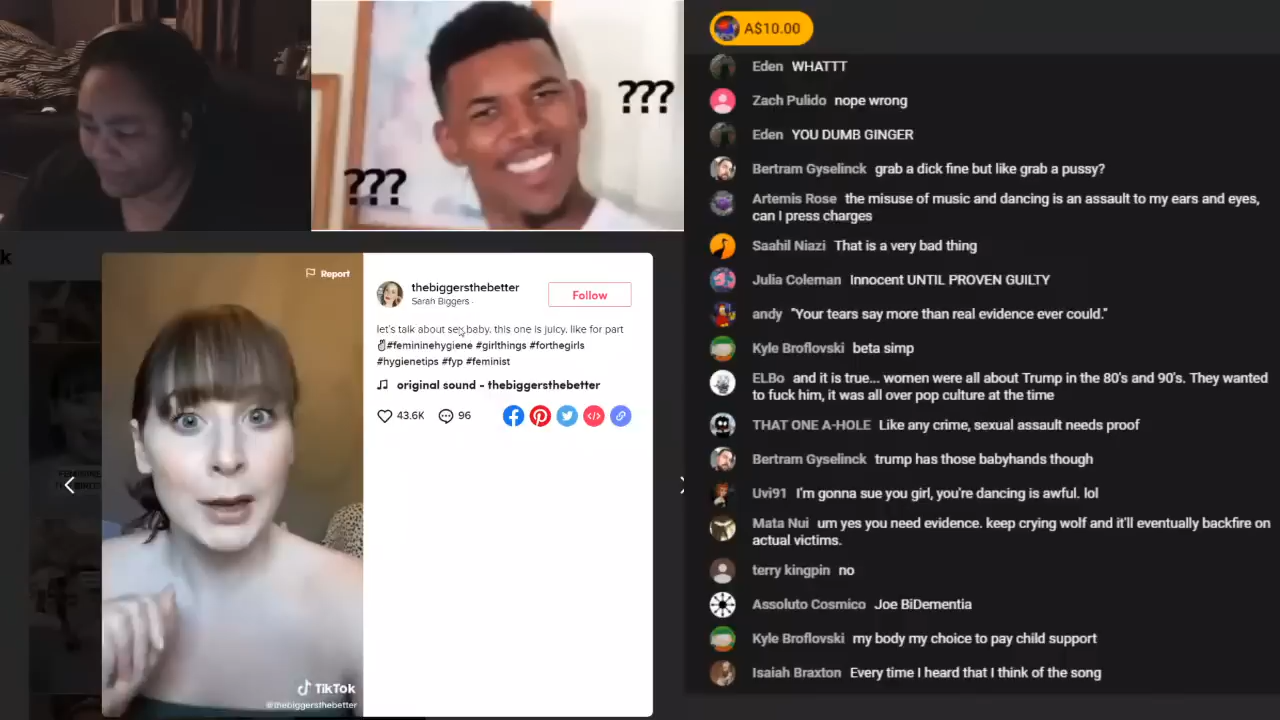 A$10.00
???
???
Eden WHATTT
Zach Pulido nope wrong
Eden YOU DUMB GINGER
Bertram Gyselinck grab a dick fine but like grab a pussy?
Artemis Rose the misuse of music and dancing is an assault to my ears and eyes,
can I press charges
Saahil Niazi That is a very bad thing
Julia Coleman Innocent UNTIL PROVEN GUILTY
andy "Your tears say more than real evidence ever could."
Kyle Broflovski beta simp
ELBo and it is true... women were all about Trump in the 80's and 90's. They wanted
to fuck him, it was all over pop culture at the time
THAT ONE A-HOLE Like any crime, sexual assault needs proof
Bertram Gyselinck trump has those babyhands though
Uvi91 I'm gonna sue you girl, you're dancing is awful. lol
Mata Nui um yes you need evidence. keep crying wolf and it'll eventually backfire on
actual victims.
terry kingpin no
Assoluto Cosmico Joe BiDementia
Kyle Broflovski my body my choice to pay child support
Isaiah Braxton Every time I heard that I think of the song
k
Report
thebiggersthebetter
Sarah Biggers ·
Follow
let's talk about sex baby. this one is juicy. like for part
✌#femininehygiene #girlthings #forthegirls
#hygienetips #fyp #feminist
original sound - thebiggersthebetter
43.6K 96
TikTok
@thebiggersthebetter